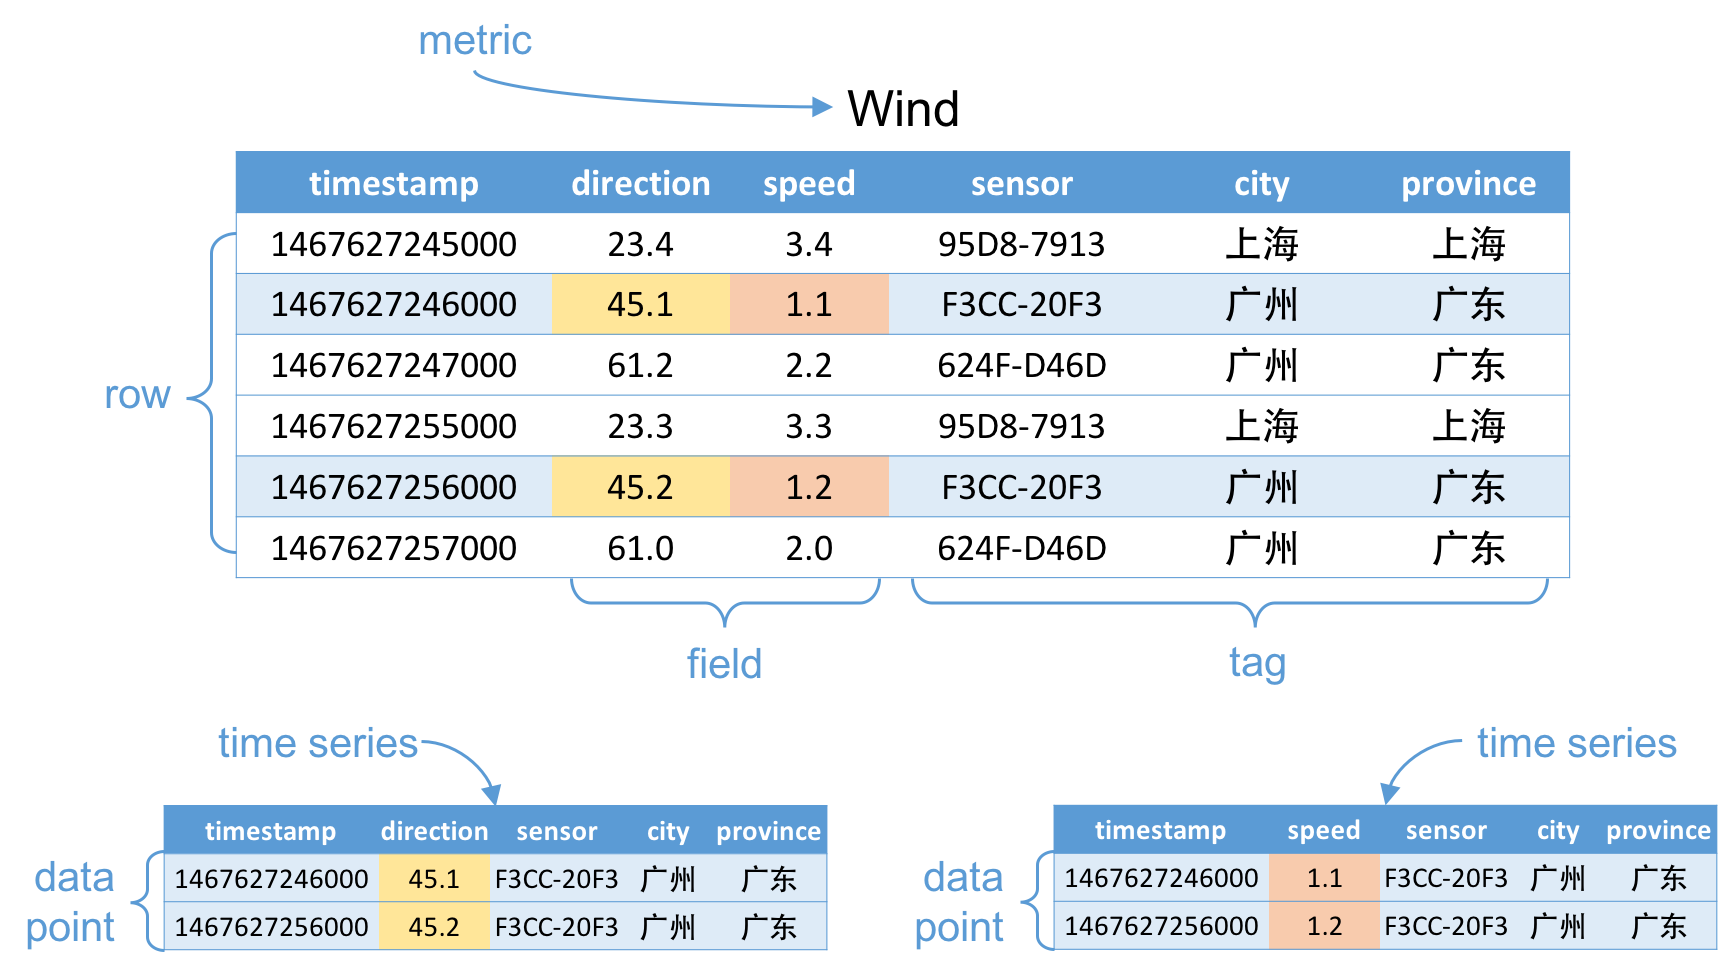 metric
Wind
timestamp direction speed sensor city province
1467627245000 23.4 3.4 95D8-7913 上海 上海
1467627246000 45.1 1.1 F3CC-20F3 广州 广东
1467627247000 61.2 2.2 624F-D46D 广州 广东
1467627255000 23.3 3.3 95D8-7913 上海 上海
1467627256000 45.2 1.2 F3CC-20F3 广州 广东
1467627257000 61.0 2.0 624F-D46D 广州 广东
row
field
tag
time series
timestamp direction sensor city province
1467627246000 45.1 F3CC-20F3 广州 广东
1467627256000 45.2 F3CC-20F3 广州 广东
data
point
time series
timestamp speed sensor city province
1467627246000 1.1 F3CC-20F3 广州 广东
1467627256000 1.2 F3CC-20F3 广州 广东
data
point